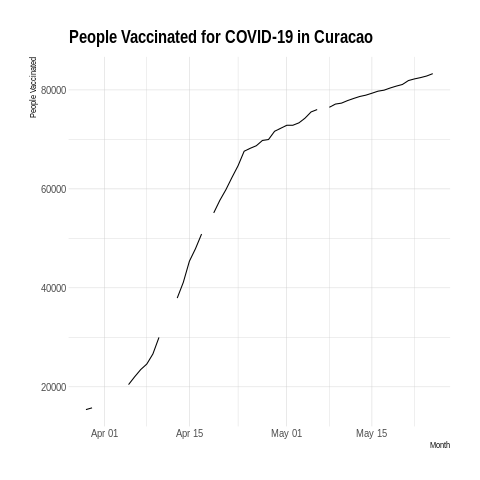 People Vaccinated for COVID-19 in Curacao
People Vaccinated
80000
60000
40000
20000
Apr 01 Apr 15 May 01 May 15
Month